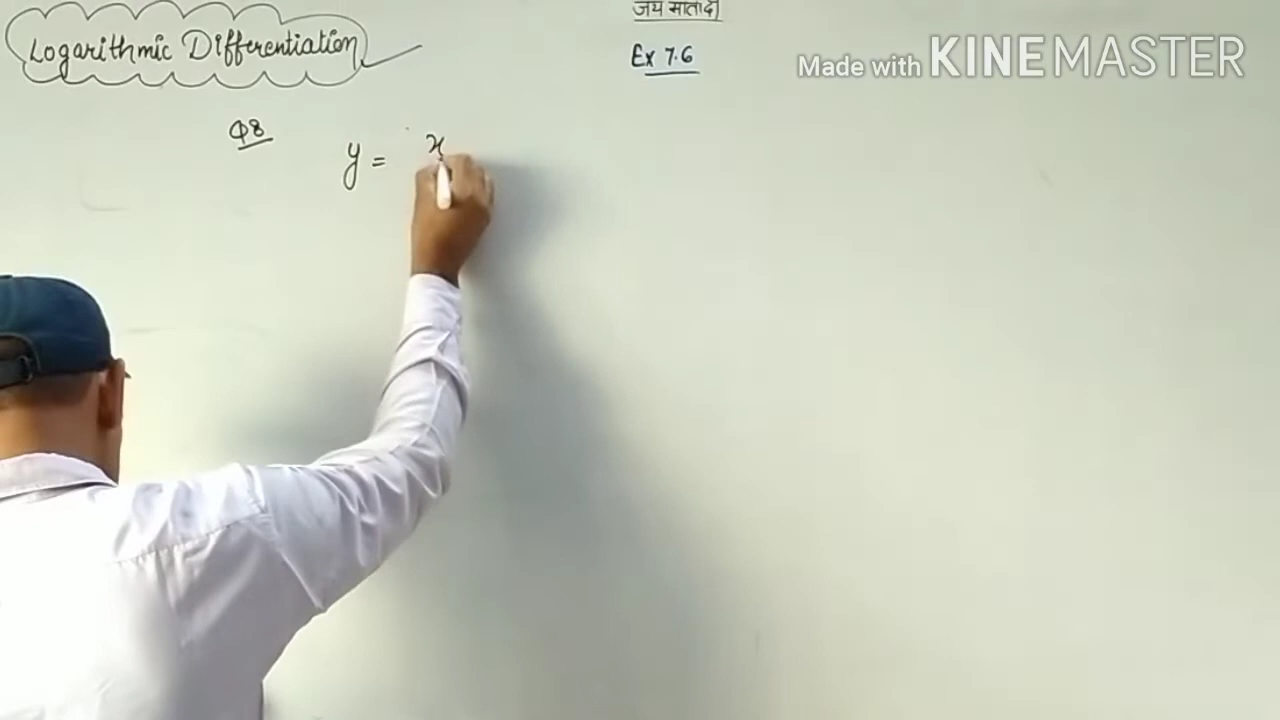 जय माता दी
Logarithmic Differentiation
Ex 7.6
Made with KINEMASTER
Q8
y = x